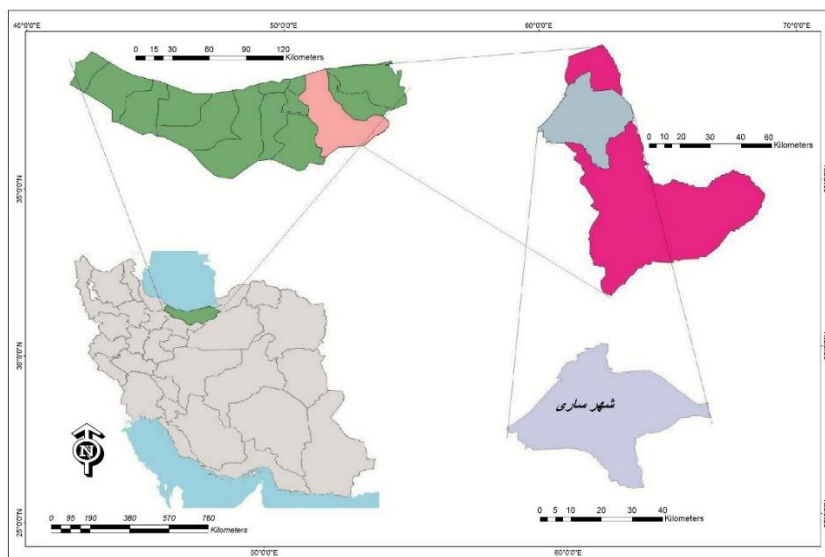 40°0'0"E 50°0'0"E 60°0'0"E 70°0'0"E
0 15 30 60 90 120
Kilometers
0 10 20 30 40 60
Kilometers
35°0'0"N
30°0'0"N
شهر ساری
N
0 95 190 380 570 760
Kilometers
0 5 10 20 30 40
Kilometers
25°0'0"N
50°0'0"E 60°0'0"E